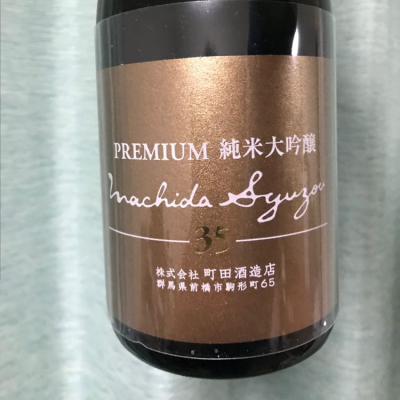 PREMIUM 純米大吟醸
Machida Syuzou
35
株式会社 町田酒造店
群馬県前橋市駒形町65